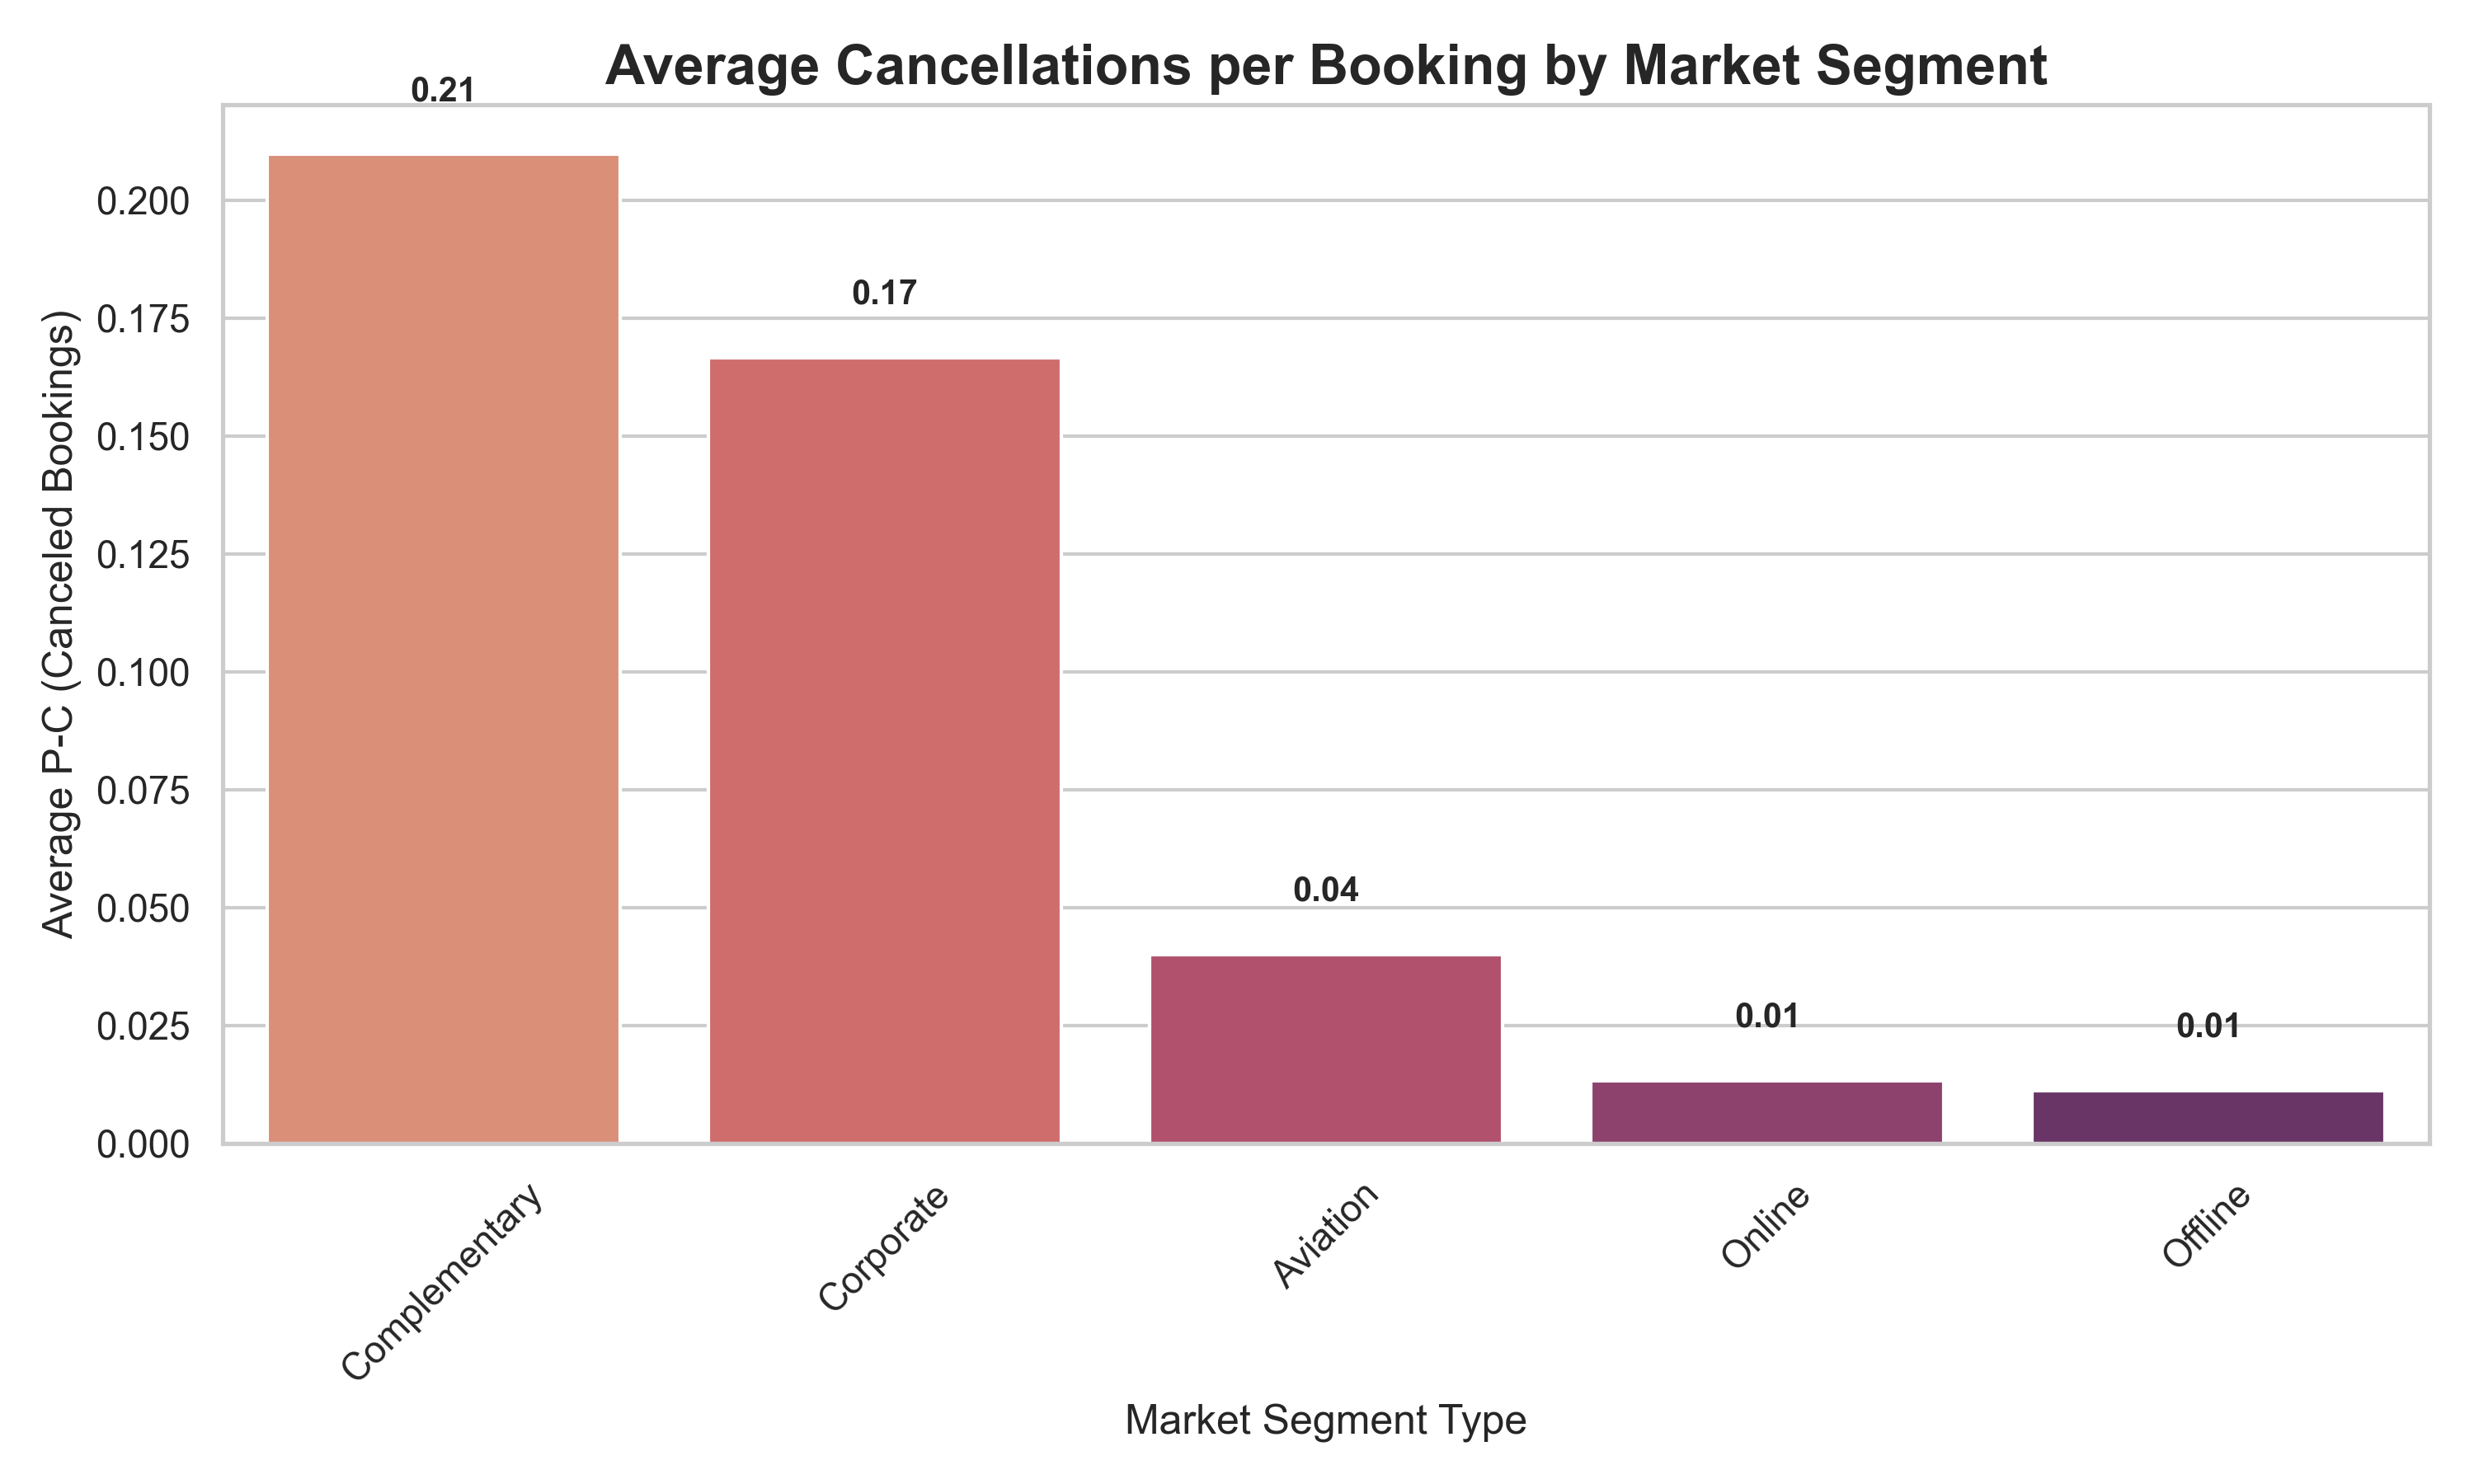 Average Cancellations per Booking by Market Segment
0.21
0.17
0.04
0.01
0.01
Average P-C (Canceled Bookings)
0.200
0.175
0.150
0.125
0.100
0.075
0.050
0.025
0.000
Complementary
Corporate
Aviation
Online
Offline
Market Segment Type